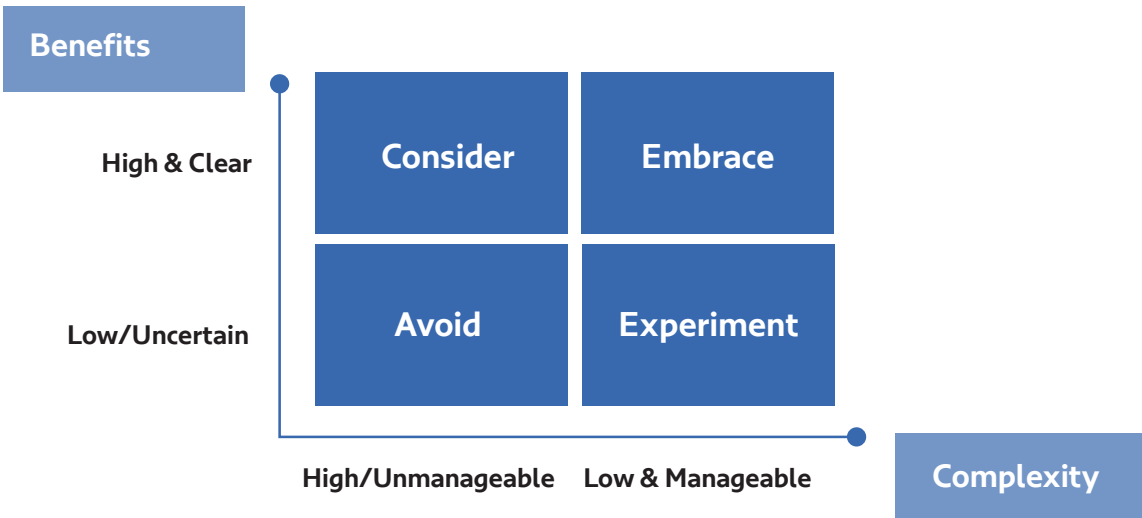 Benefits
High & Clear
Consider
Embrace
Low/Uncertain
Avoid
Experiment
High/Unmanageable
Low & Manageable
Complexity